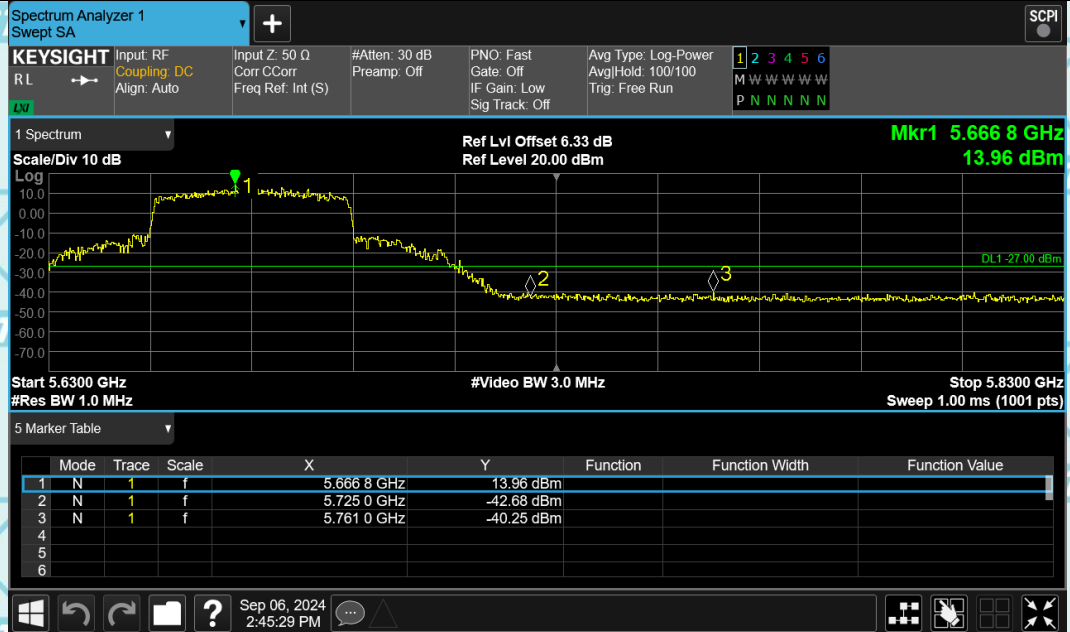 Spectrum Analyzer 1
Swept SA
+
SCPI
KEYSIGHT
R L
LXI
Input: RF
Coupling: DC
Align: Auto
Input Z: 50 Ω
Corr CCorr
Freq Ref: Int (S)
#Atten: 30 dB
Preamp: Off
PNO: Fast
Gate: Off
IF Gain: Low
Sig Track: Off
Avg Type: Log-Power
Avg|Hold: 100/100
Trig: Free Run
1 2 3 4 5 6
M W W W W W
P N N N N N
1 Spectrum
Scale/Div 10 dB
Ref Lvl Offset 6.33 dB
Ref Level 20.00 dBm
Mkr1 5.666 8 GHz
13.96 dBm
Log
10.0
0.00
-10.0
-20.0
-30.0
-40.0
-50.0
-60.0
-70.0
1
2
3
DL1 -27.00 dBm
Start 5.6300 GHz
#Video BW 3.0 MHz
Stop 5.8300 GHz
#Res BW 1.0 MHz
Sweep 1.00 ms (1001 pts)
5 Marker Table
Mode Trace Scale X Y Function Function Width Function Value
1 N 1 f 5.666 8 GHz 13.96 dBm
2 N 1 f 5.725 0 GHz -42.68 dBm
3 N 1 f 5.761 0 GHz -40.25 dBm
4
5
6
?
Sep 06, 2024
2:45:29 PM